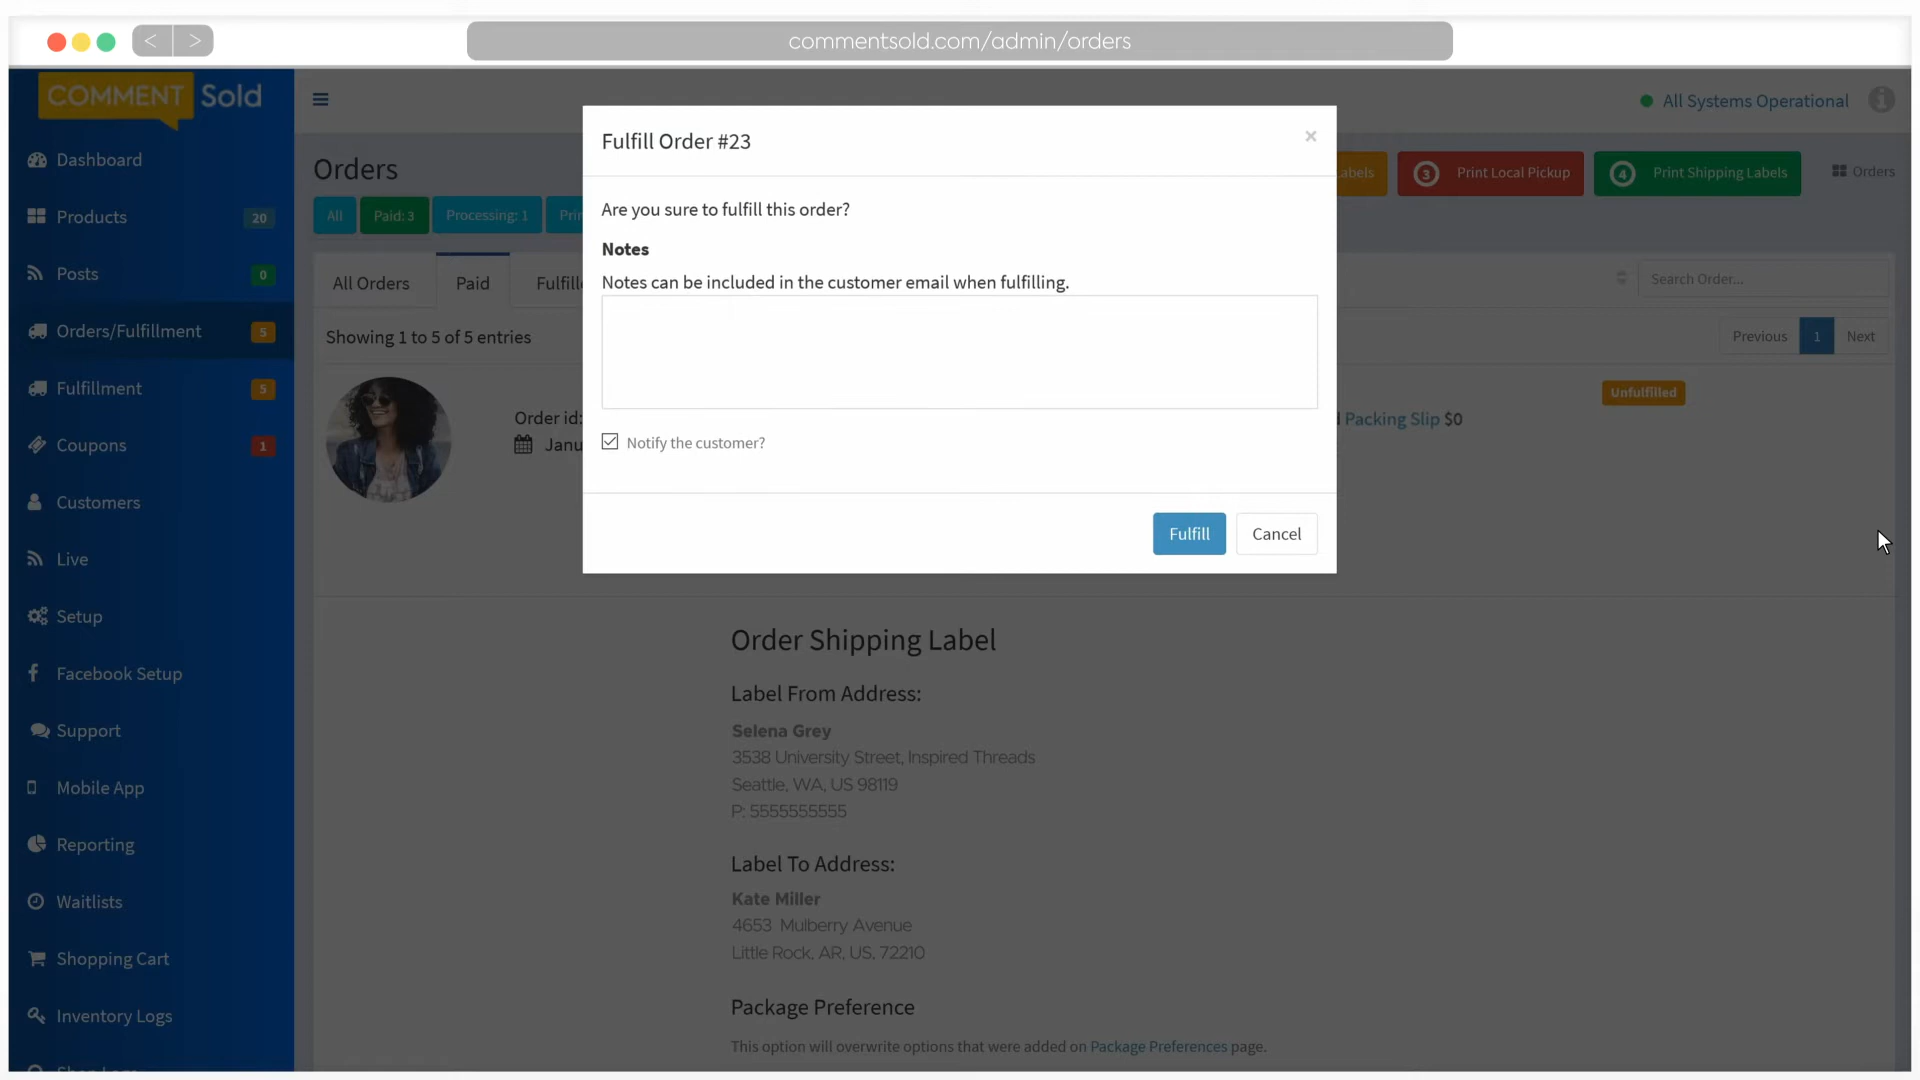 commentsold.com/admin/orders
COMMENT Sold
All Systems Operational
Dashboard
Products 20
Posts 0
Orders/Fulfillment 5
Fulfillment 5
Coupons 1
Customers
Live
Setup
Facebook Setup
Support
Mobile App
Reporting
Waitlists
Shopping Cart
Inventory Logs
Orders
3 Print Local Pickup
4 Print Shipping Labels
Orders
All
Paid: 3
Processing: 1
All Orders
Paid
Search Order...
Showing 1 to 5 of 5 entries
Previous 1 Next
Order id:
Packing Slip $0
Unfulfilled
Fulfill Order #23
×
Are you sure to fulfill this order?
Notes
Notes can be included in the customer email when fulfilling.
Notify the customer?
Fulfill
Cancel
Order Shipping Label
Label From Address:
Selena Grey
3538 University Street, Inspired Threads
Seattle, WA, US 98119
P: 5555555555
Label To Address:
Kate Miller
4653 Mulberry Avenue
Little Rock, AR, US, 72210
Package Preference
This option will overwrite options that were added on Package Preferences page.